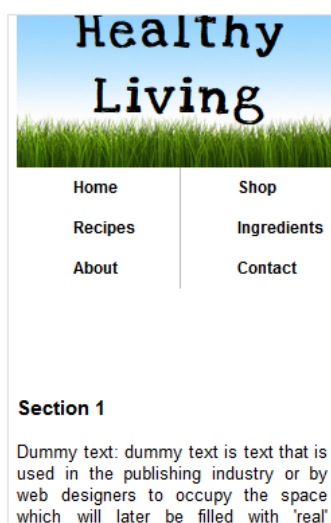 Healthy
Living
Home Shop
Recipes Ingredients
About Contact
Section 1
Dummy text: dummy text is text that is
used in the publishing industry or by
web designers to occupy the space
which will later be filled with 'real'